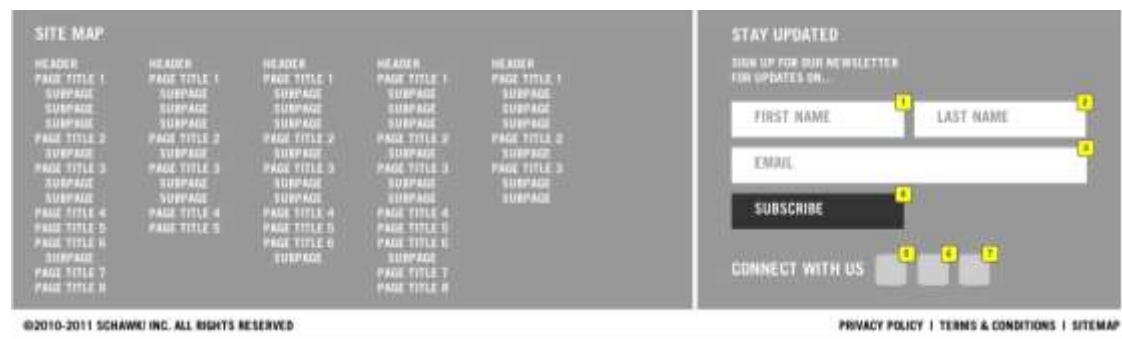 SITE MAP
HEADER
PAGE TITLE 1
SUBPAGE
SUBPAGE
SUBPAGE
PAGE TITLE 2
SUBPAGE
PAGE TITLE 3
SUBPAGE
SUBPAGE
PAGE TITLE 4
PAGE TITLE 5
PAGE TITLE 6
SUBPAGE
PAGE TITLE 7
PAGE TITLE 8
HEADER
PAGE TITLE 1
SUBPAGE
SUBPAGE
SUBPAGE
PAGE TITLE 2
SUBPAGE
PAGE TITLE 3
SUBPAGE
SUBPAGE
PAGE TITLE 4
PAGE TITLE 5
HEADER
PAGE TITLE 1
SUBPAGE
SUBPAGE
SUBPAGE
PAGE TITLE 2
SUBPAGE
PAGE TITLE 3
SUBPAGE
SUBPAGE
PAGE TITLE 4
PAGE TITLE 5
PAGE TITLE 6
SUBPAGE
HEADER
PAGE TITLE 1
SUBPAGE
SUBPAGE
SUBPAGE
PAGE TITLE 2
SUBPAGE
PAGE TITLE 3
SUBPAGE
SUBPAGE
PAGE TITLE 4
PAGE TITLE 5
PAGE TITLE 6
SUBPAGE
PAGE TITLE 7
PAGE TITLE 8
HEADER
PAGE TITLE 1
SUBPAGE
SUBPAGE
SUBPAGE
PAGE TITLE 2
SUBPAGE
PAGE TITLE 3
SUBPAGE
SUBPAGE
STAY UPDATED
SIGN UP FOR OUR NEWSLETTER
FOR UPDATES ON...
FIRST NAME 1 LAST NAME 2
EMAIL 3
SUBSCRIBE 4
CONNECT WITH US 5 6 7
©2010-2011 SCHAWK! INC. ALL RIGHTS RESERVED
PRIVACY POLICY | TERMS & CONDITIONS | SITEMAP